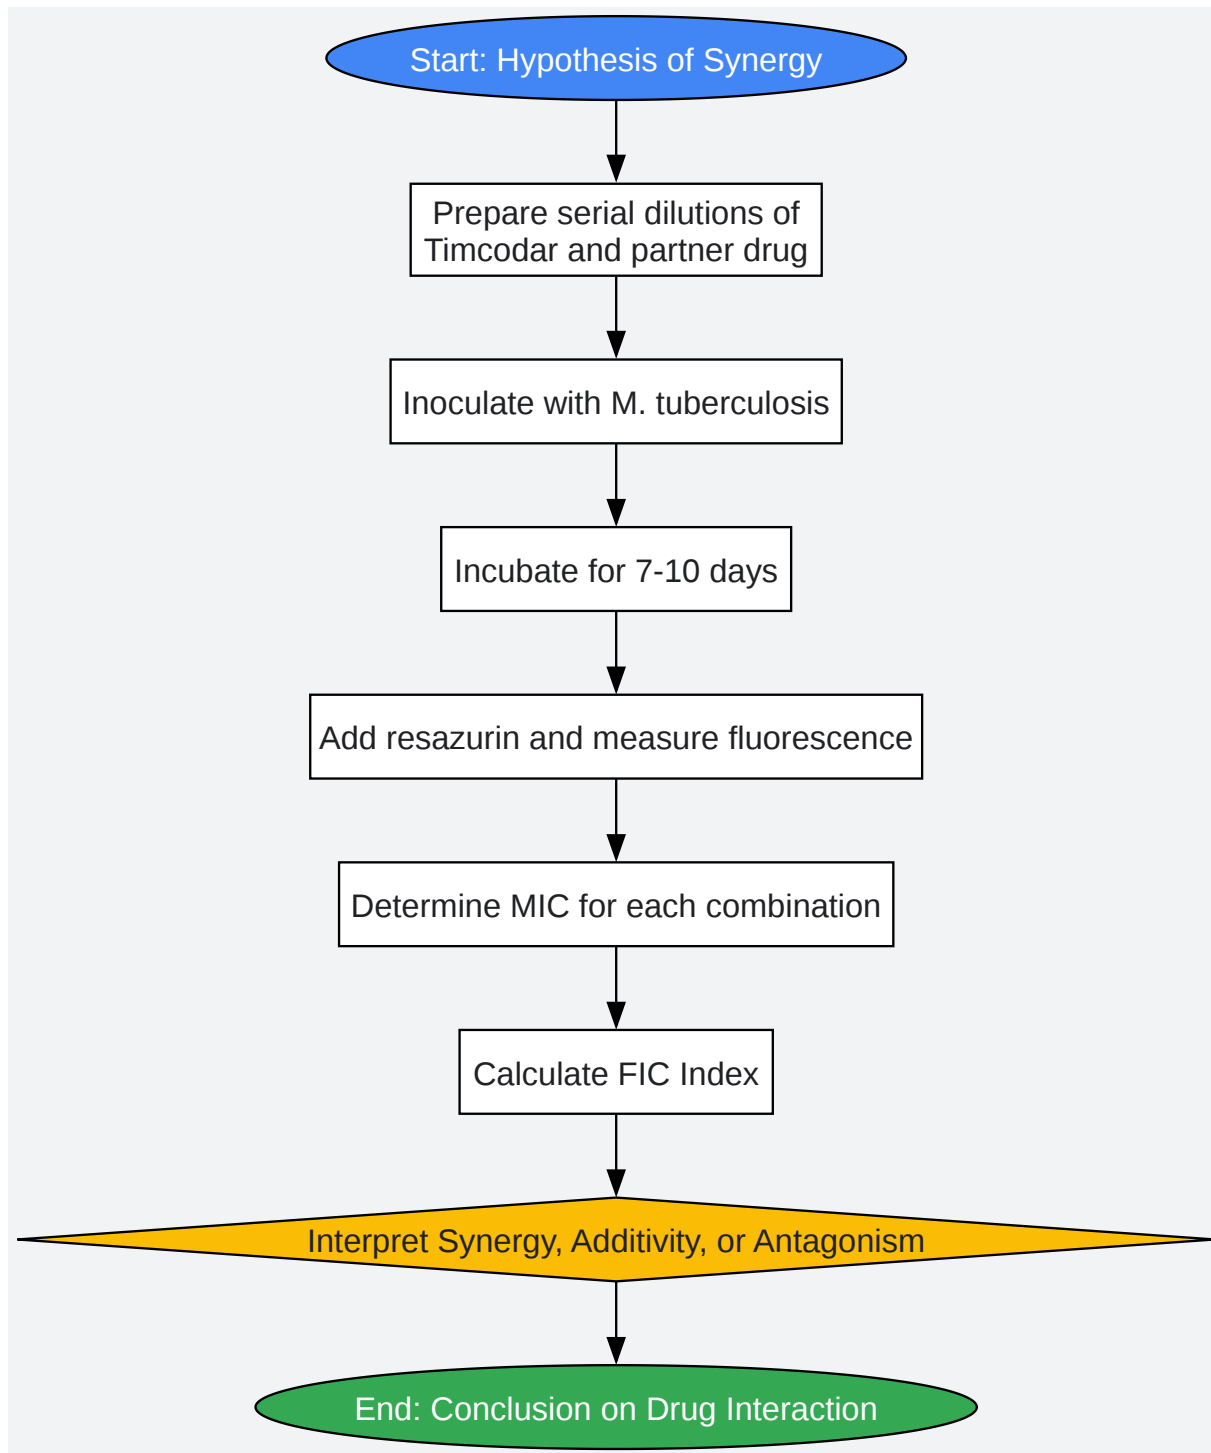 Start: Hypothesis of Synergy
Prepare serial dilutions of
Timcodar and partner drug
Inoculate with M. tuberculosis
Incubate for 7-10 days
Add resazurin and measure fluorescence
Determine MIC for each combination
Calculate FIC Index
Interpret Synergy, Additivity, or Antagonism
End: Conclusion on Drug Interaction